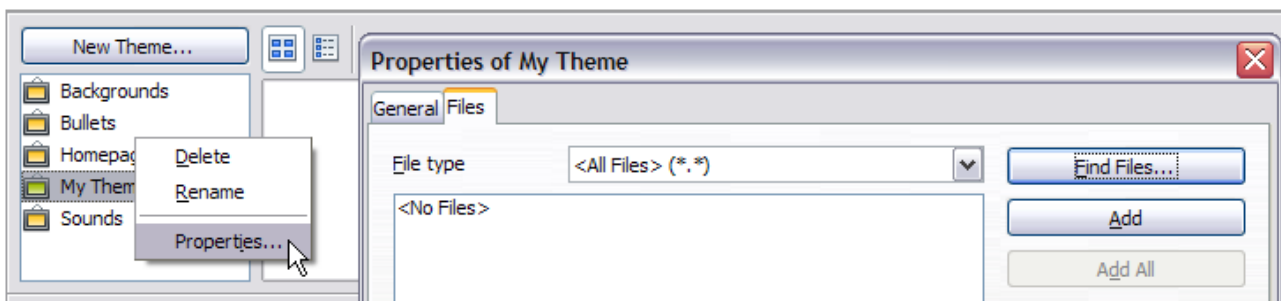 New Theme...
Backgrounds
Bullets
Homepag
My Them
Sounds
Delete
Rename
Properties...
Properties of My Theme
General Files
File type <All Files> (*.*) Find Files...
<No Files>
Add
Add All